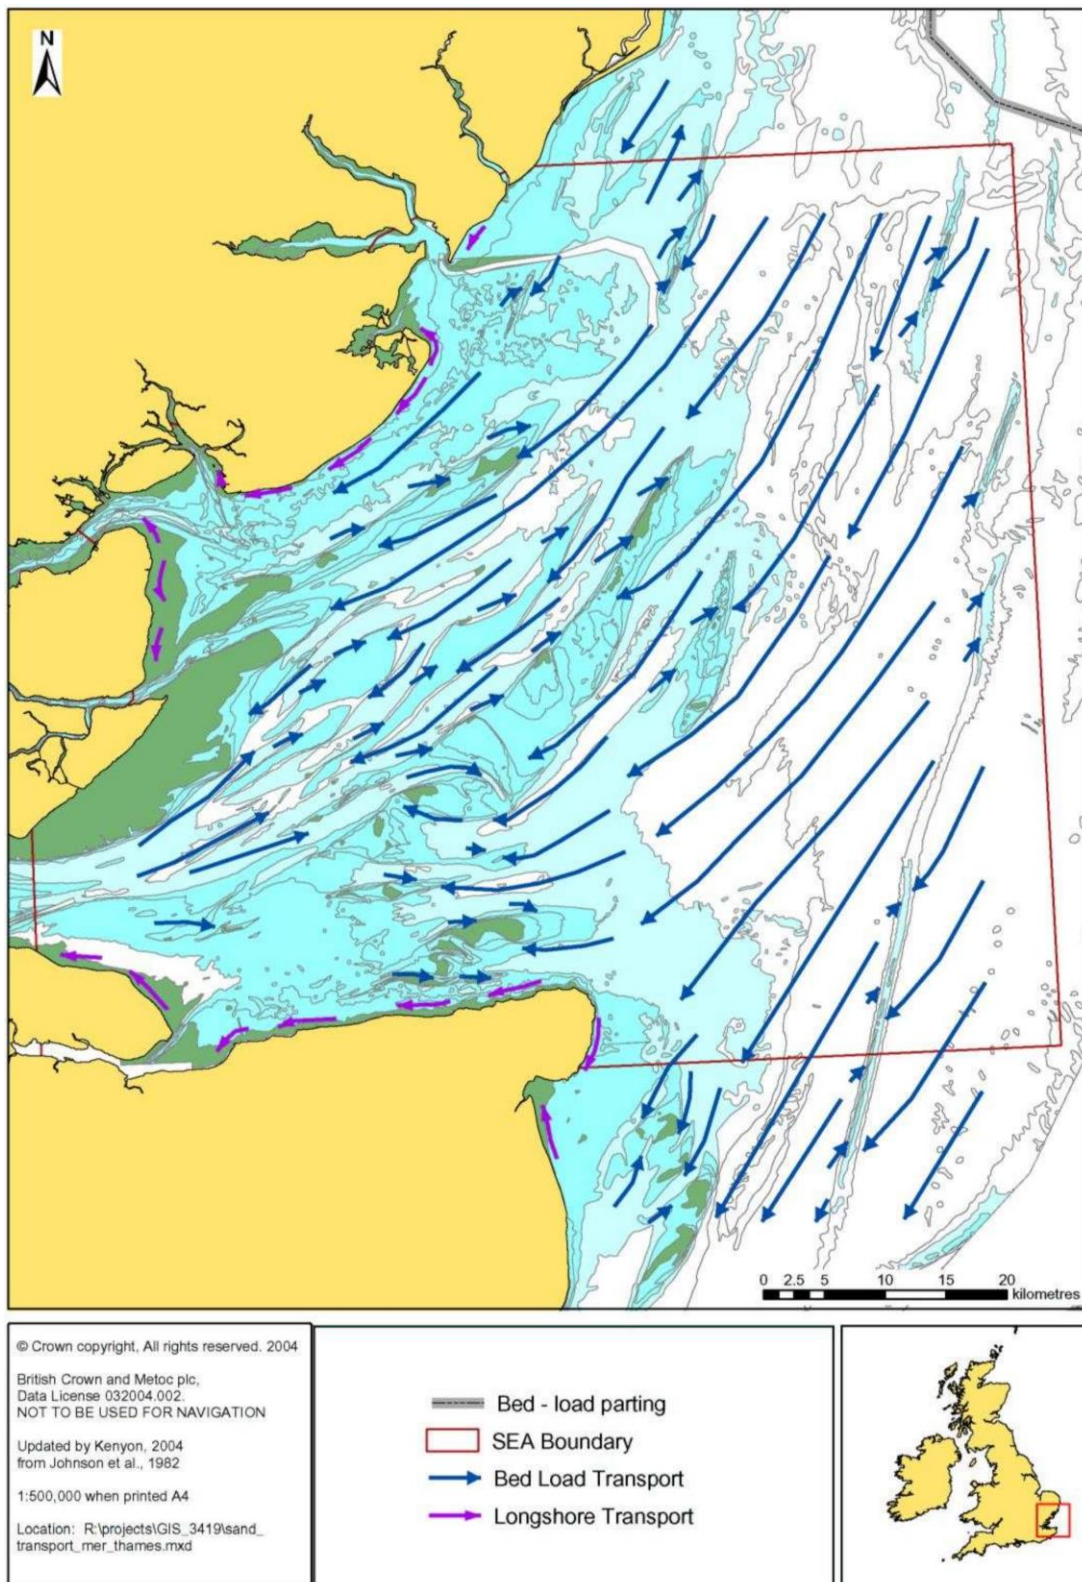 N
0 2.5 5 10 15 20
kilometres
© Crown copyright, All rights reserved. 2004
British Crown and Metoc plc,
Data License 032004.002.
NOT TO BE USED FOR NAVIGATION
Updated by Kenyon, 2004
from Johnson et al., 1982
1:500,000 when printed A4
Location: R:\projects\GIS_3419\sand_
transport_mer_thames.mxd
Bed - load parting
SEA Boundary
Bed Load Transport
Longshore Transport